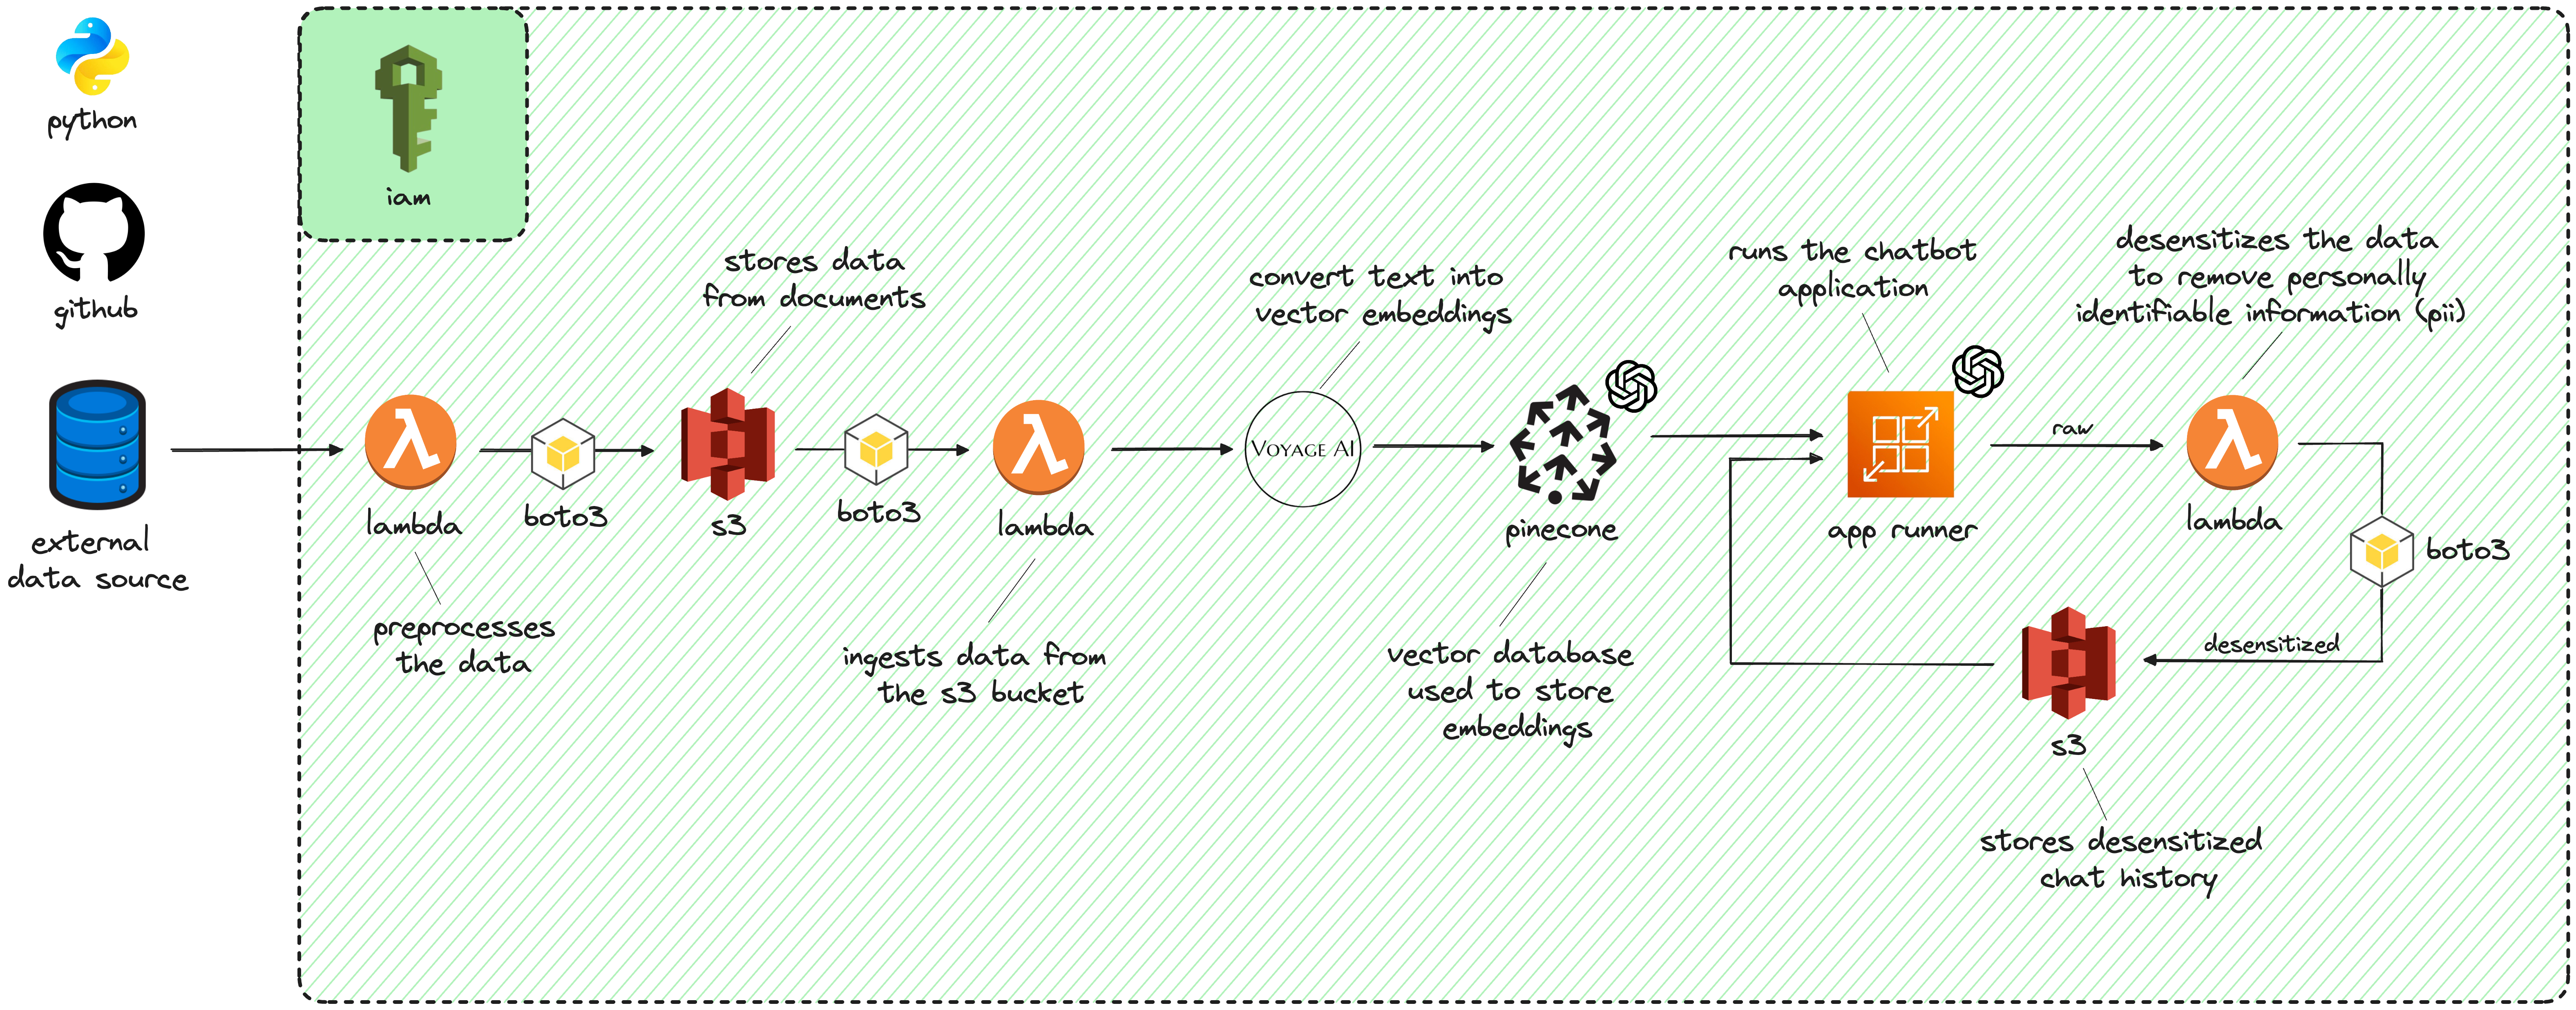 python
github
external
data source
iam
lambda
preprocesses
the data
boto3
stores data
from documents
s3
boto3
lambda
ingests data from
the s3 bucket
convert text into
vector embeddings
VOYAGE AI
pinecone
vector database
used to store
embeddings
runs the chatbot
application
app runner
raw
desensitizes the data
to remove personally
identifiable information (pii)
lambda
boto3
desensitized
s3
stores desensitized
chat history